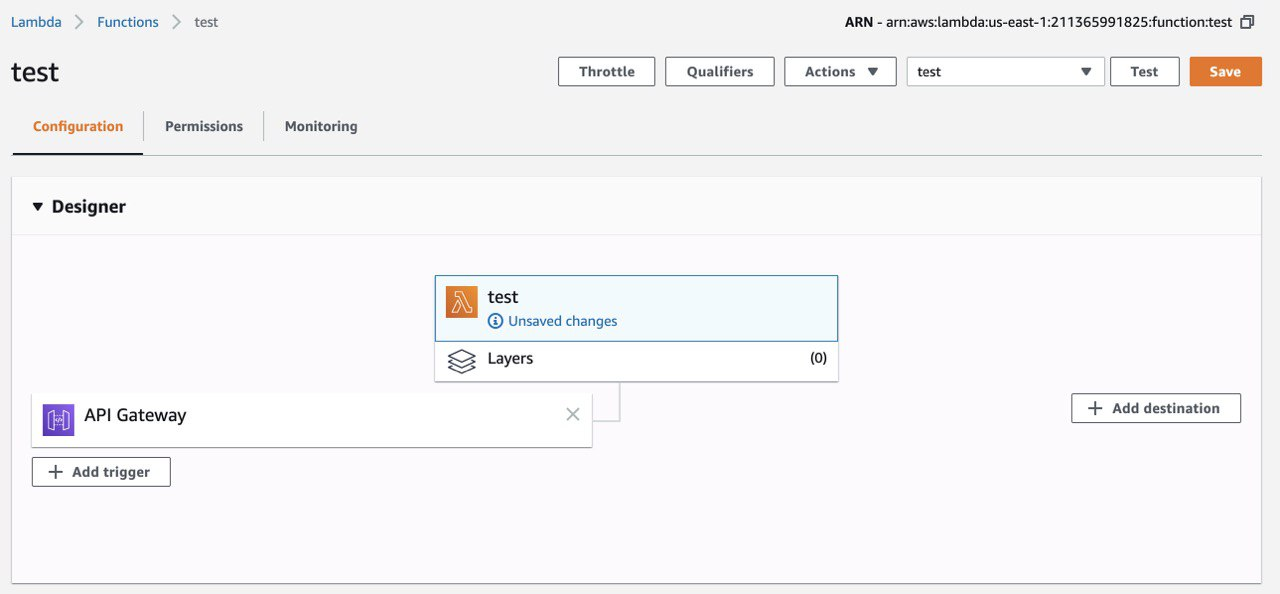 Lambda > Functions > test
ARN - arn:aws:lambda:us-east-1:211365991825:function:test
test
Throttle Qualifiers Actions test Test Save
Configuration Permissions Monitoring
Designer
test
Unsaved changes
Layers (0)
API Gateway
Add destination
Add trigger